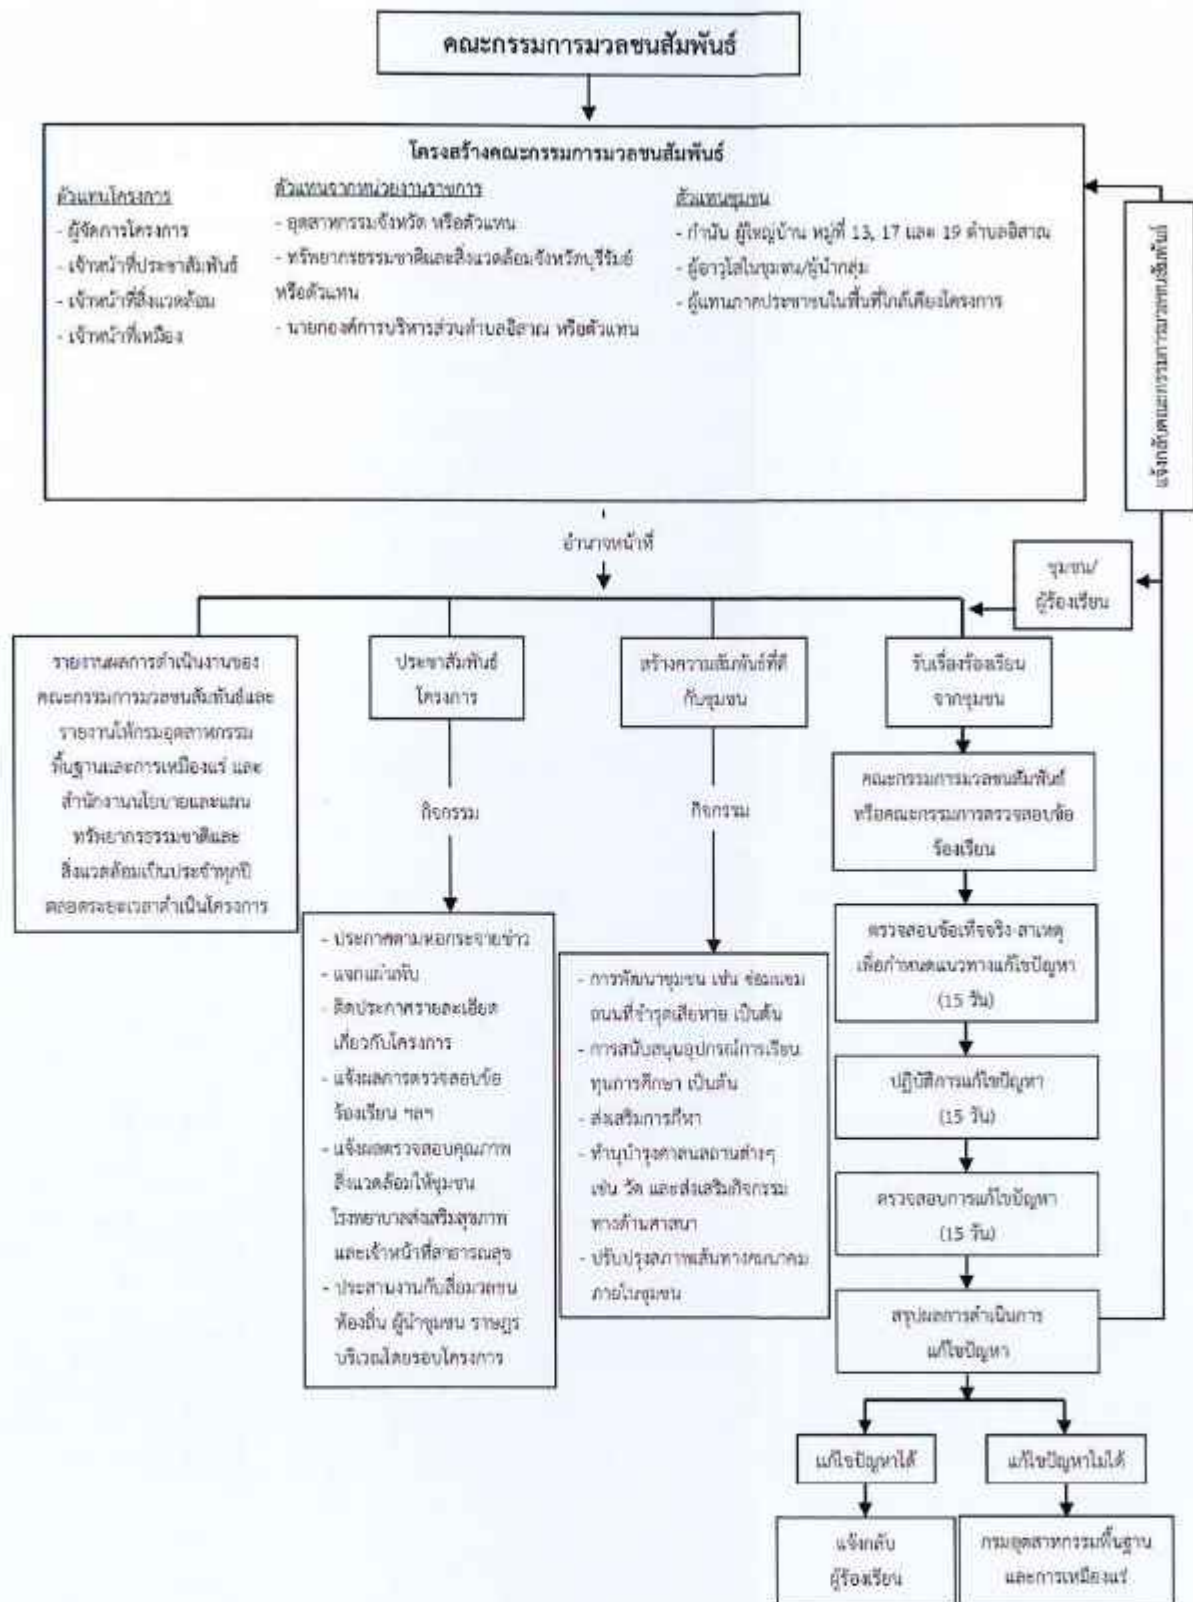 คณะกรรมการมวลชนสัมพันธ์
โครงสร้างคณะกรรมการมวลชนสัมพันธ์
ตัวแทนโครงการ
- ผู้จัดการโครงการ
- เจ้าหน้าที่ประชาสัมพันธ์
- เจ้าหน้าที่สิ่งแวดล้อม
- เจ้าหน้าที่เหมือง
ตัวแทนจากหน่วยงานราชการ
- อุตสาหกรรมจังหวัด หรือตัวแทน
- ทรัพยากรธรรมชาติและสิ่งแวดล้อมจังหวัดบุรีรัมย์
หรือตัวแทน
- นายกองค์การบริหารส่วนตำบลอิสาณ หรือตัวแทน
ตัวแทนชุมชน
- กำนัน ผู้ใหญ่บ้าน หมู่ที่ 13, 17 และ 19 ตำบลอิสาณ
- ผู้อาวุโสในชุมชน/ผู้นำกลุ่ม
- ผู้แทนภาคประชาชนในพื้นที่ใกล้เคียงโครงการ
แจ้งกลับคณะกรรมการมวลชนสัมพันธ์
อำนาจหน้าที่
ชุมชน/
ผู้ร้องเรียน
รายงานผลการดำเนินงานของ
คณะกรรมการมวลชนสัมพันธ์และ
รายงานให้กรมอุตสาหกรรม
พื้นฐานและการเหมืองแร่ และ
สำนักงานนโยบายและแผน
ทรัพยากรธรรมชาติและ
สิ่งแวดล้อมเป็นประจำทุกปี
ตลอดระยะเวลาดำเนินโครงการ
ประชาสัมพันธ์
โครงการ
กิจกรรม
- ประกาศตามหอกระจายข่าว
- แจกแผ่นพับ
- ติดประกาศรายละเอียด
เกี่ยวกับโครงการ
- แจ้งผลการตรวจสอบข้อ
ร้องเรียน ฯลฯ
- แจ้งผลตรวจสอบคุณภาพ
สิ่งแวดล้อมให้ชุมชน
โรงพยาบาลส่งเสริมสุขภาพ
และเจ้าหน้าที่สาธารณสุข
- ประสานงานกับสื่อมวลชน
ท้องถิ่น ผู้นำชุมชน ราษฎร
บริเวณโดยรอบโครงการ
สร้างความสัมพันธ์ที่ดี
กับชุมชน
กิจกรรม
- การพัฒนาชุมชน เช่น ซ่อมแซม
ถนนที่ชำรุดเสียหาย เป็นต้น
- การสนับสนุนอุปกรณ์การเรียน
ทุนการศึกษา เป็นต้น
- ส่งเสริมการกีฬา
- ทำนุบำรุงศาสนสถานต่างๆ
เช่น วัด และส่งเสริมกิจกรรม
ทางด้านศาสนา
- ปรับปรุงสภาพเส้นทางคมนาคม
ภายในชุมชน
รับเรื่องร้องเรียน
จากชุมชน
คณะกรรมการมวลชนสัมพันธ์
หรือคณะกรรมการตรวจสอบข้อ
ร้องเรียน
ตรวจสอบข้อเท็จจริง-สาเหตุ
เพื่อกำหนดแนวทางแก้ไขปัญหา
(15 วัน)
ปฏิบัติการแก้ไขปัญหา
(15 วัน)
ตรวจสอบการแก้ไขปัญหา
(15 วัน)
สรุปผลการดำเนินการ
แก้ไขปัญหา
แก้ไขปัญหาได้
แก้ไขปัญหาไม่ได้
แจ้งกลับ
ผู้ร้องเรียน
กรมอุตสาหกรรมพื้นฐาน
และการเหมืองแร่